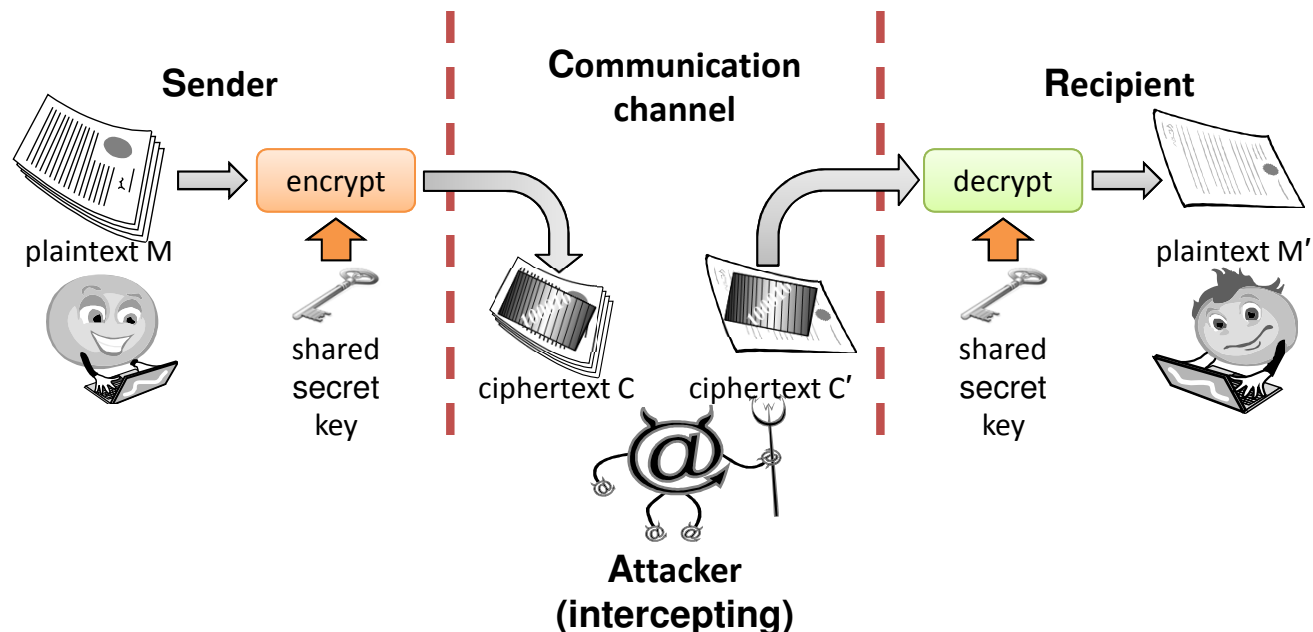 Sender
Communication
channel
Recipient
encrypt
decrypt
plaintext M
plaintext M′
shared
secret
key
ciphertext C
ciphertext C′
shared
secret
key
@
Attacker
(intercepting)